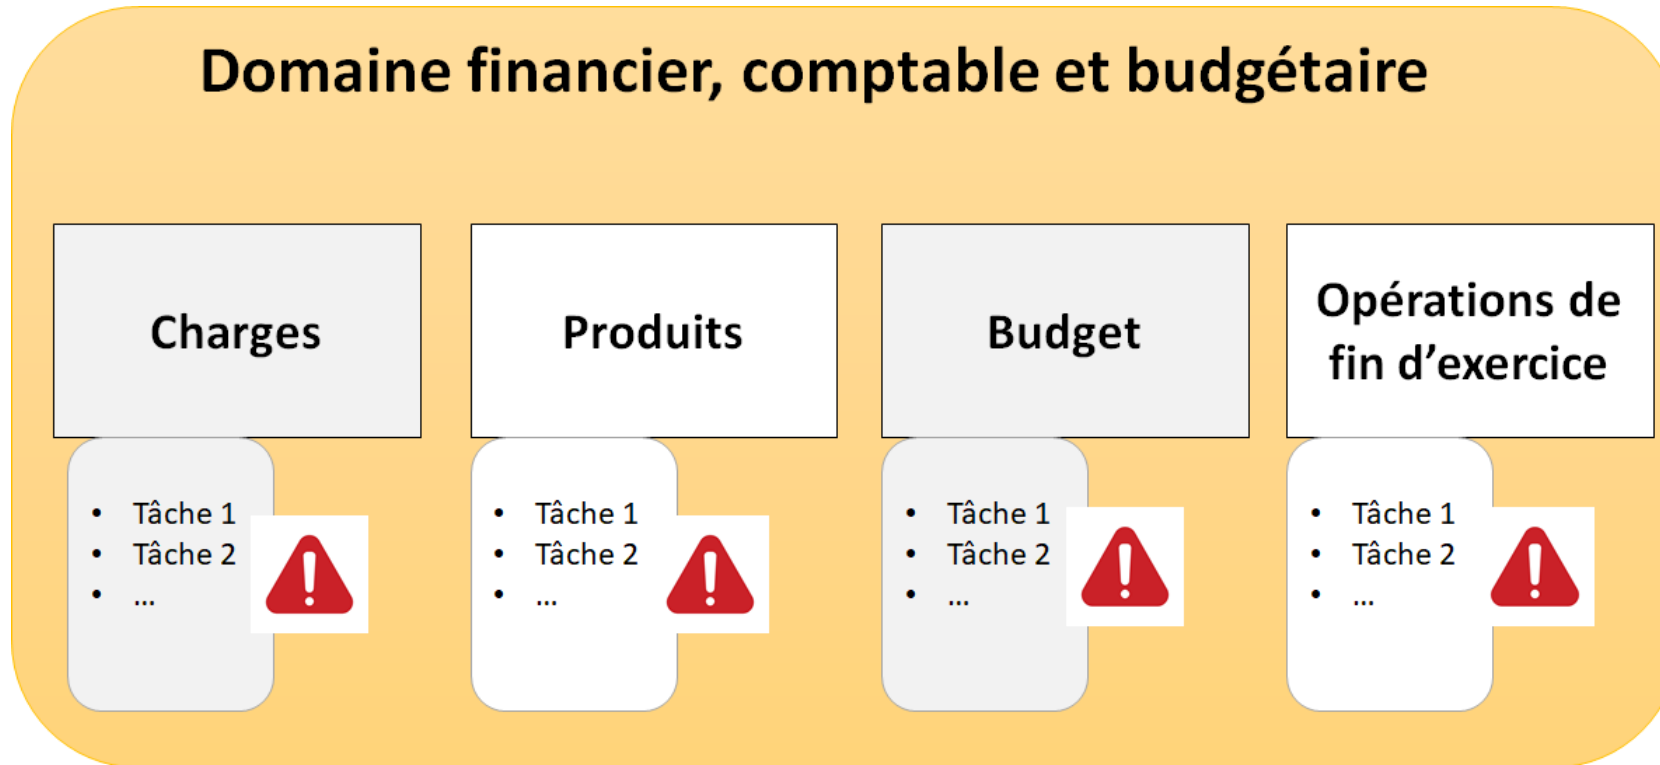 Domaine financier, comptable et budgétaire
Charges
• Tâche 1
• Tâche 2
• ...
Produits
• Tâche 1
• Tâche 2
• ...
Budget
• Tâche 1
• Tâche 2
• ...
Opérations de
fin d’exercice
• Tâche 1
• Tâche 2
• ...